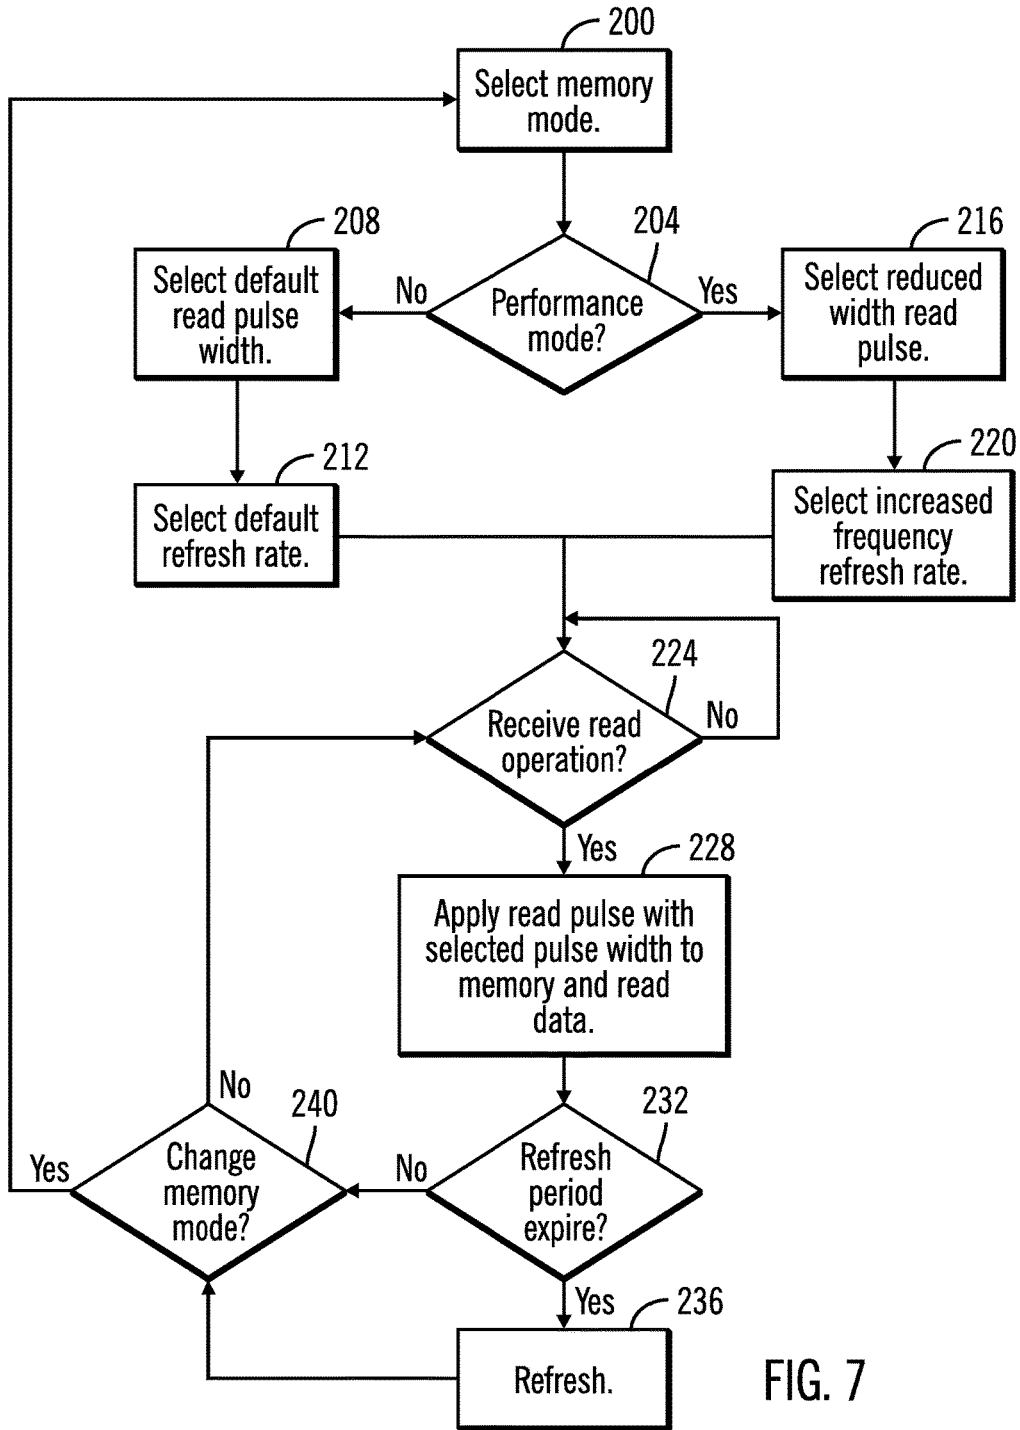 200
Select memory
mode.
208
204
216
Select default
read pulse
width.
No
Performance
mode?
Yes
Select reduced
width read
pulse.
212
220
Select default
refresh rate.
Select increased
frequency
refresh rate.
224
Receive read
operation?
No
Yes
228
Apply read pulse with
selected pulse width to
memory and read
data.
No
240
232
Yes
Change
memory
mode?
No
Refresh
period
expire?
Yes
236
Refresh.
FIG. 7